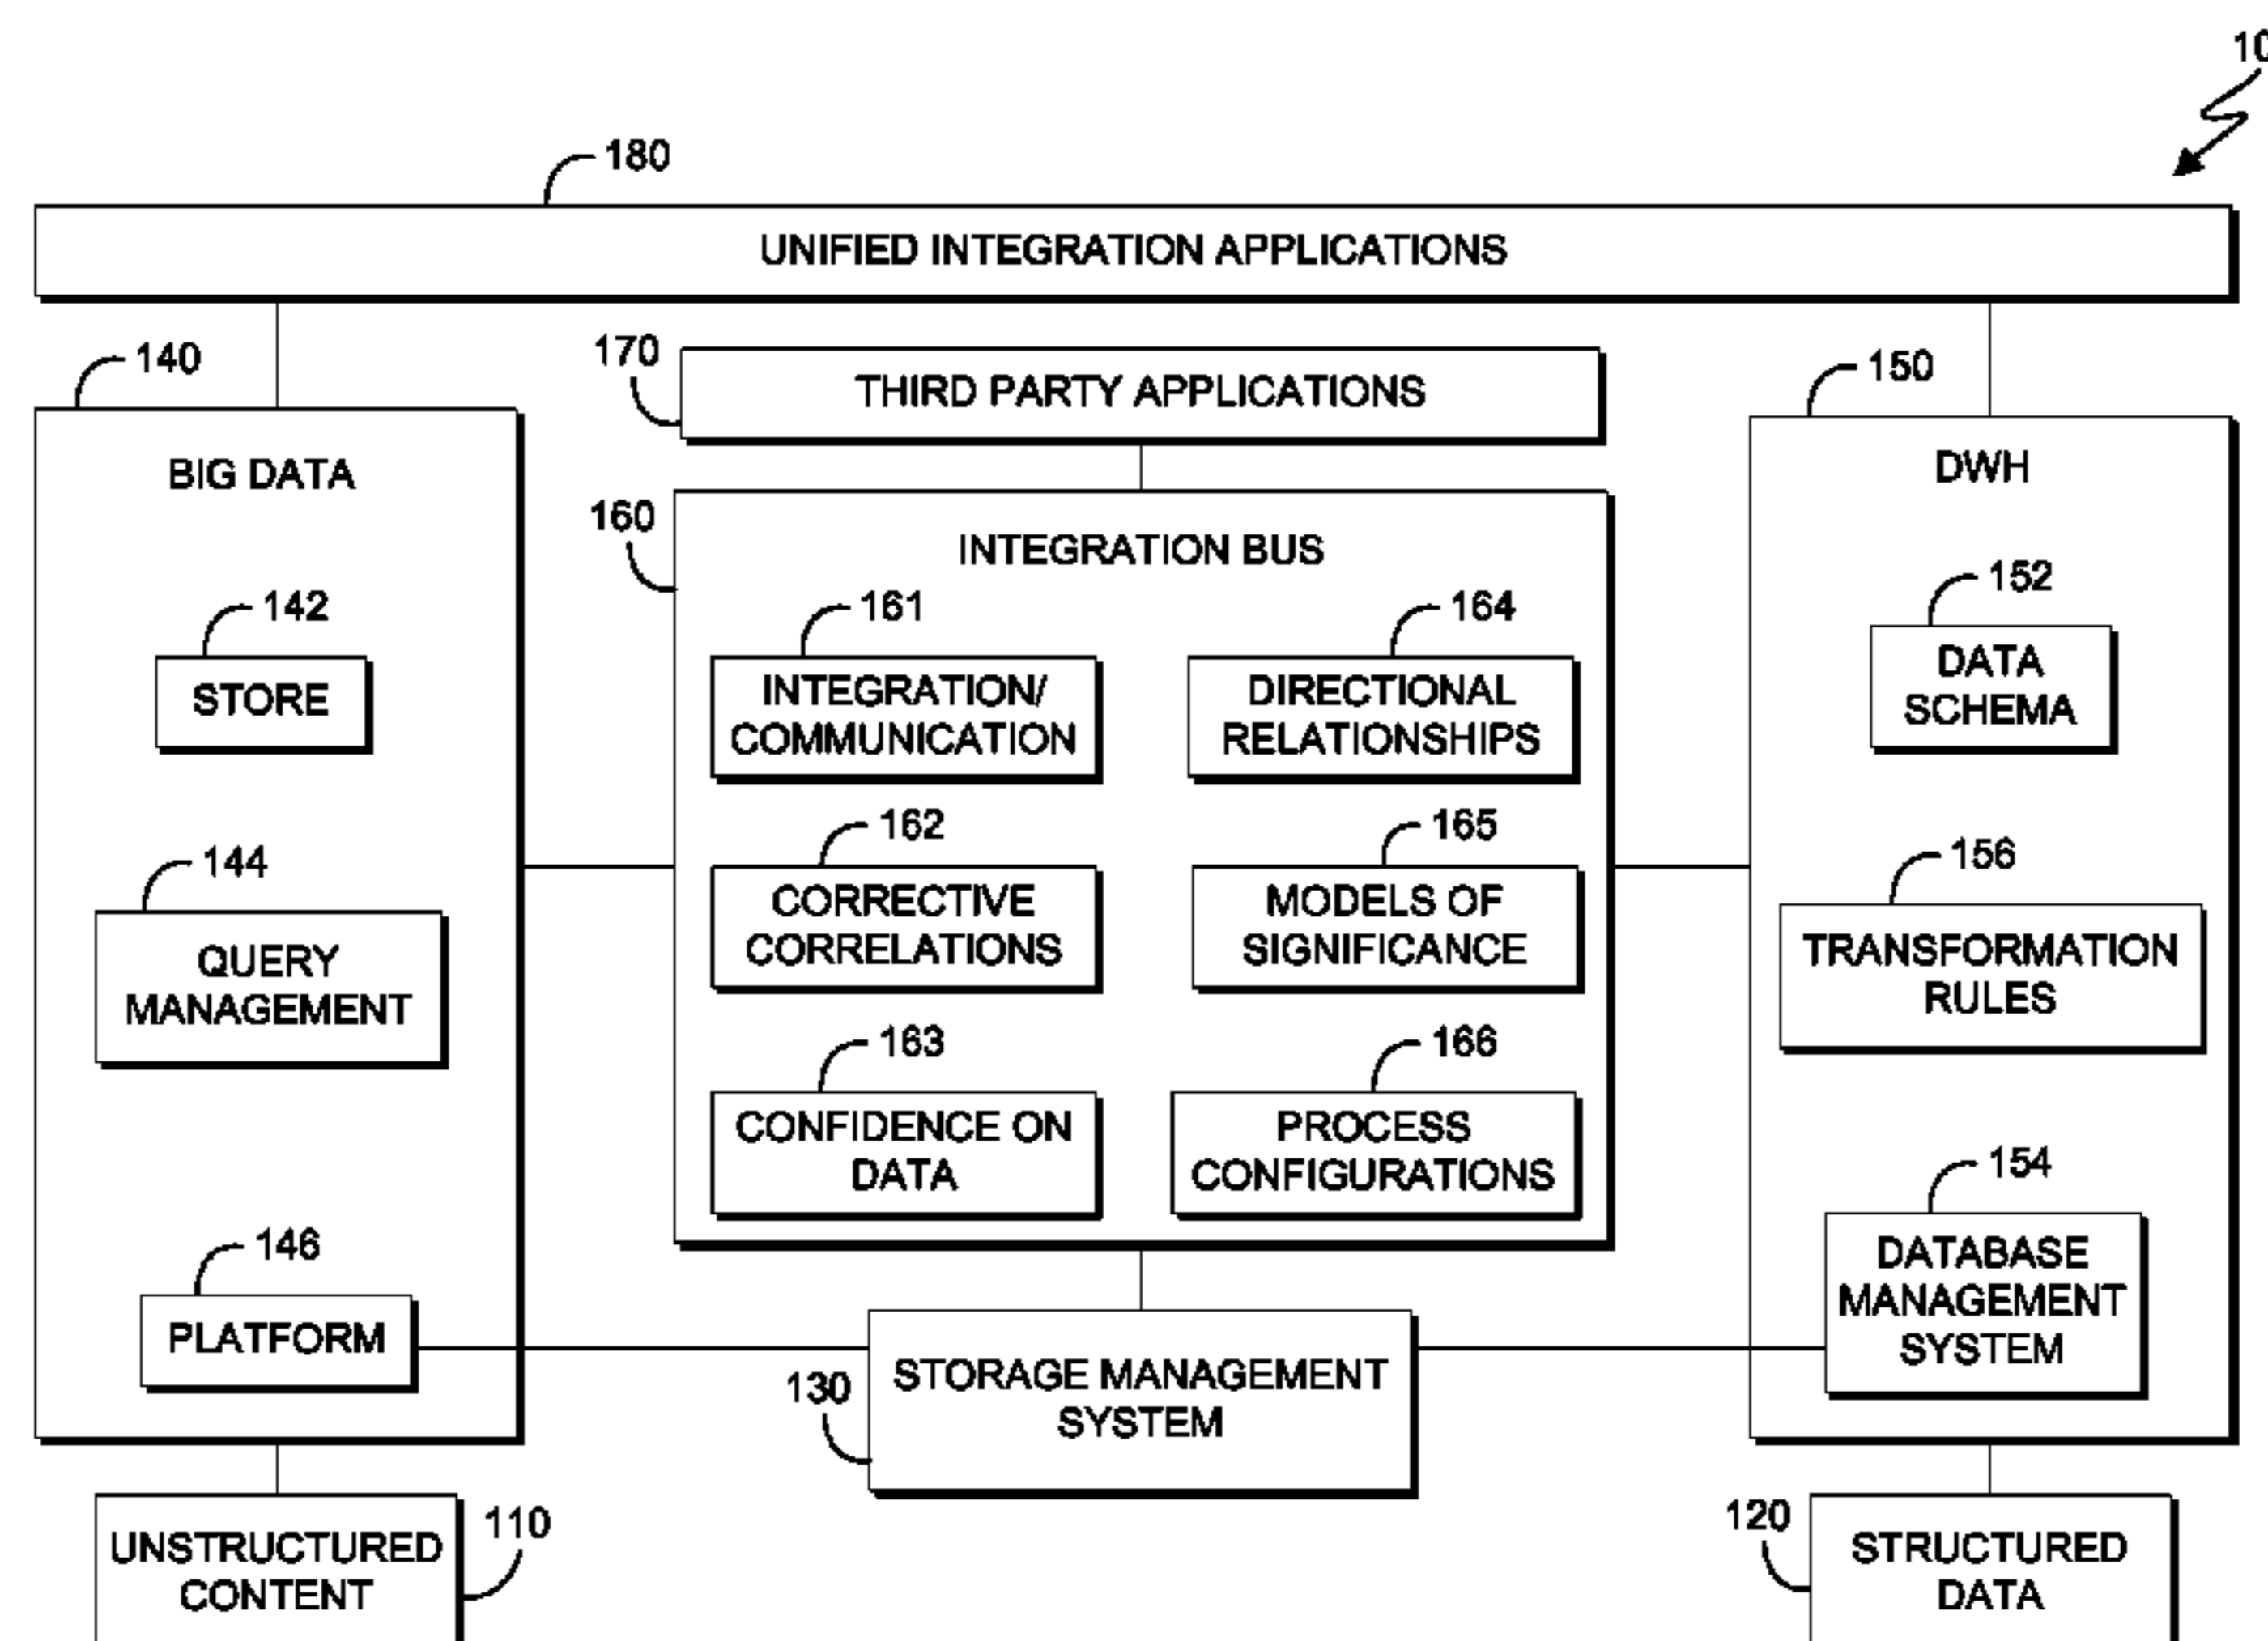 10
180
UNIFIED INTEGRATION APPLICATIONS
140
170
THIRD PARTY APPLICATIONS
150
BIG DATA
DWH
160
INTEGRATION BUS
142
STORE
161
INTEGRATION/
COMMUNICATION
164
DIRECTIONAL
RELATIONSHIPS
152
DATA
SCHEMA
144
QUERY
MANAGEMENT
162
CORRECTIVE
CORRELATIONS
165
MODELS OF
SIGNIFICANCE
156
TRANSFORMATION
RULES
163
CONFIDENCE ON
DATA
166
PROCESS
CONFIGURATIONS
154
DATABASE
MANAGEMENT
SYSTEM
146
PLATFORM
130
STORAGE MANAGEMENT
SYSTEM
110
UNSTRUCTURED
CONTENT
120
STRUCTURED
DATA